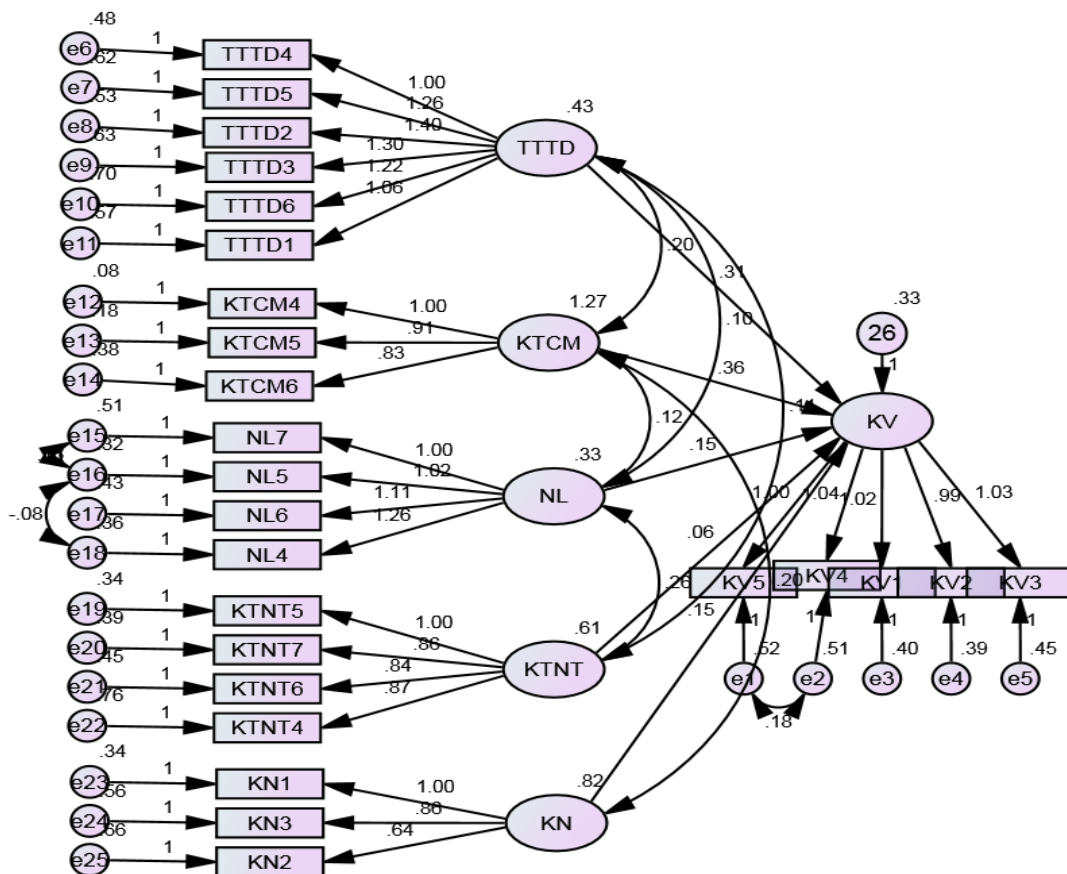 .48
e6 1 TTTD4
.62
e7 1 TTTD5 1.00
1.26
.53
e8 1 TTTD2 1.40 TTTD .43
.63
e9 1 TTTD3 1.30
1.22
.70
e10 1 TTTD6 1.06
.57
e11 1 TTTD1
.20 .31
.08
e12 1 KTCM4 1.00 1.27 .10 .33
.18
e13 1 KTCM5 .91 KTCM 26
.38
e14 1 KTCM6 .83 .36 1
.51
e15 1 NL7 1.00 .12 KV
.32
e16 1 NL5 1.02 .33 .15
.43
e17 1 NL6 1.11 NL 1.00 1.04 1.02 .99 1.03
-.08
.36
e18 1 NL4 1.26 .06
.34
e19 1 KTNT5 1.00 .26 .20 KV5 KV4 KV1 KV2 KV3
.39
e20 1 KTNT7 .86 .61 .15 1 1 1 1 1
.45
e21 1 KTNT6 .84 KTNT .52 .51 .40 .39 .45
.76
e22 1 KTNT4 .87 e1 e2 e3 e4 e5
.18
.34
e23 1 KN1 1.00 .82
.56
e24 1 KN3 KN
.66
e25 1 KN2 .64